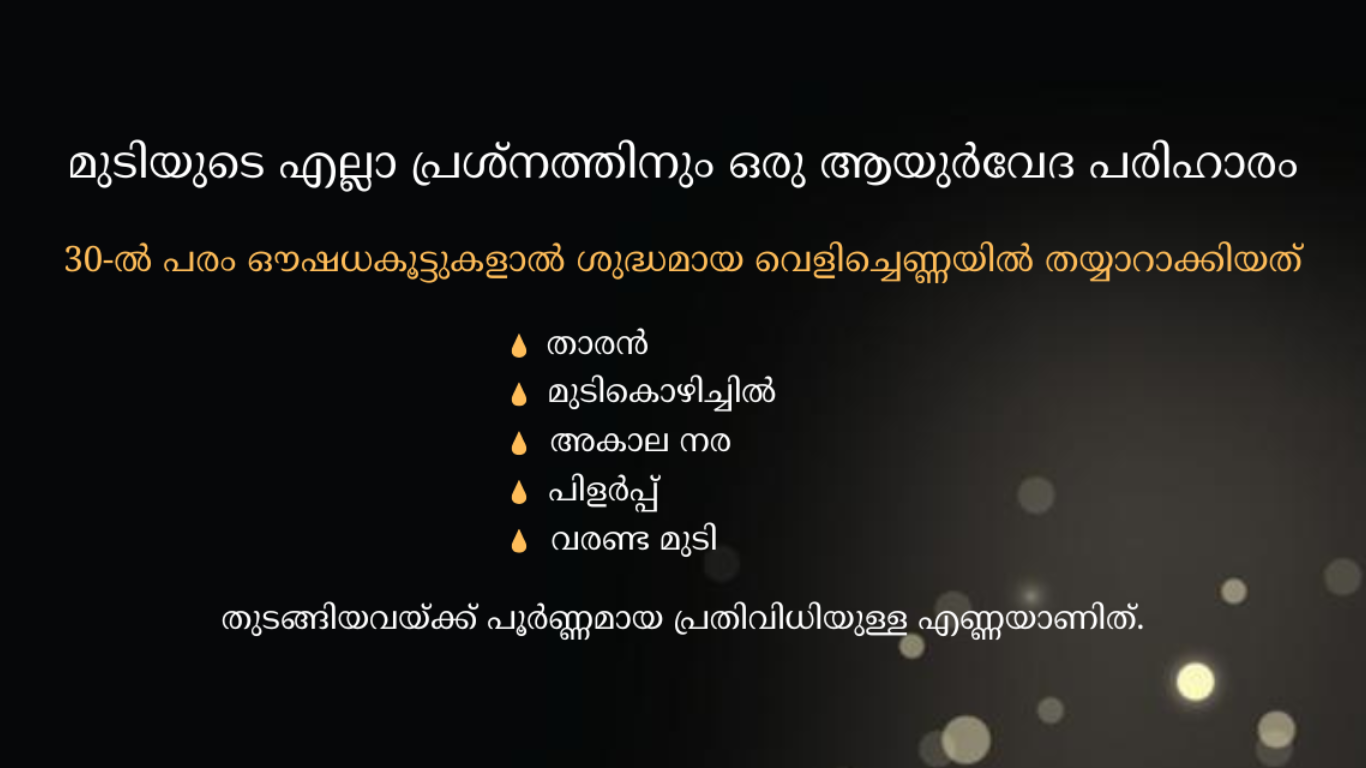 മുടിയുടെ എല്ലാ പ്രശ്നത്തിനും ഒരു ആയുർവേദ പരിഹാരം
30-ൽ പരം ഔഷധകൂട്ടുകളാൽ ശുദ്ധമായ വെളിച്ചെണ്ണയിൽ തയ്യാറാക്കിയത്
താരൻ
മുടികൊഴിച്ചിൽ
അകാല നര
പിളർപ്പ്
വരണ്ട മുടി
തുടങ്ങിയവയ്ക്ക് പൂർണ്ണമായ പ്രതിവിധിയുള്ള എണ്ണയാണിത്.